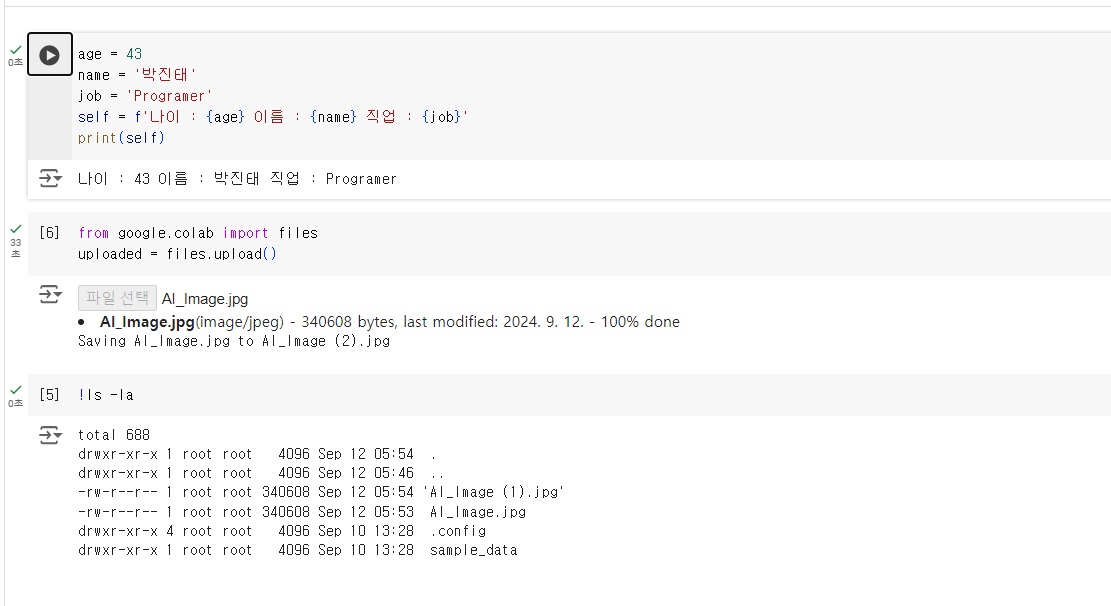 0초
age = 43
name = '박진태'
job = 'Programer'
self = f'나이 : {age} 이름 : {name} 직업 : {job}'
print(self)
나이 : 43 이름 : 박진태 직업 : Programer
33
초
[6]
from google.colab import files
uploaded = files.upload()
파일 선택 AI_Image.jpg
• AI_Image.jpg(image/jpeg) - 340608 bytes, last modified: 2024. 9. 12. - 100% done
Saving AI_Image.jpg to AI_Image (2).jpg
0초
[5] !ls -la
total 688
drwxr-xr-x 1 root root   4096 Sep 12 05:54  .
drwxr-xr-x 1 root root   4096 Sep 12 05:46  ..
-rw-r--r-- 1 root root 340608 Sep 12 05:54 'AI_Image (1).jpg'
-rw-r--r-- 1 root root 340608 Sep 12 05:53  AI_Image.jpg
drwxr-xr-x 4 root root   4096 Sep 10 13:28  .config
drwxr-xr-x 1 root root   4096 Sep 10 13:28  sample_data